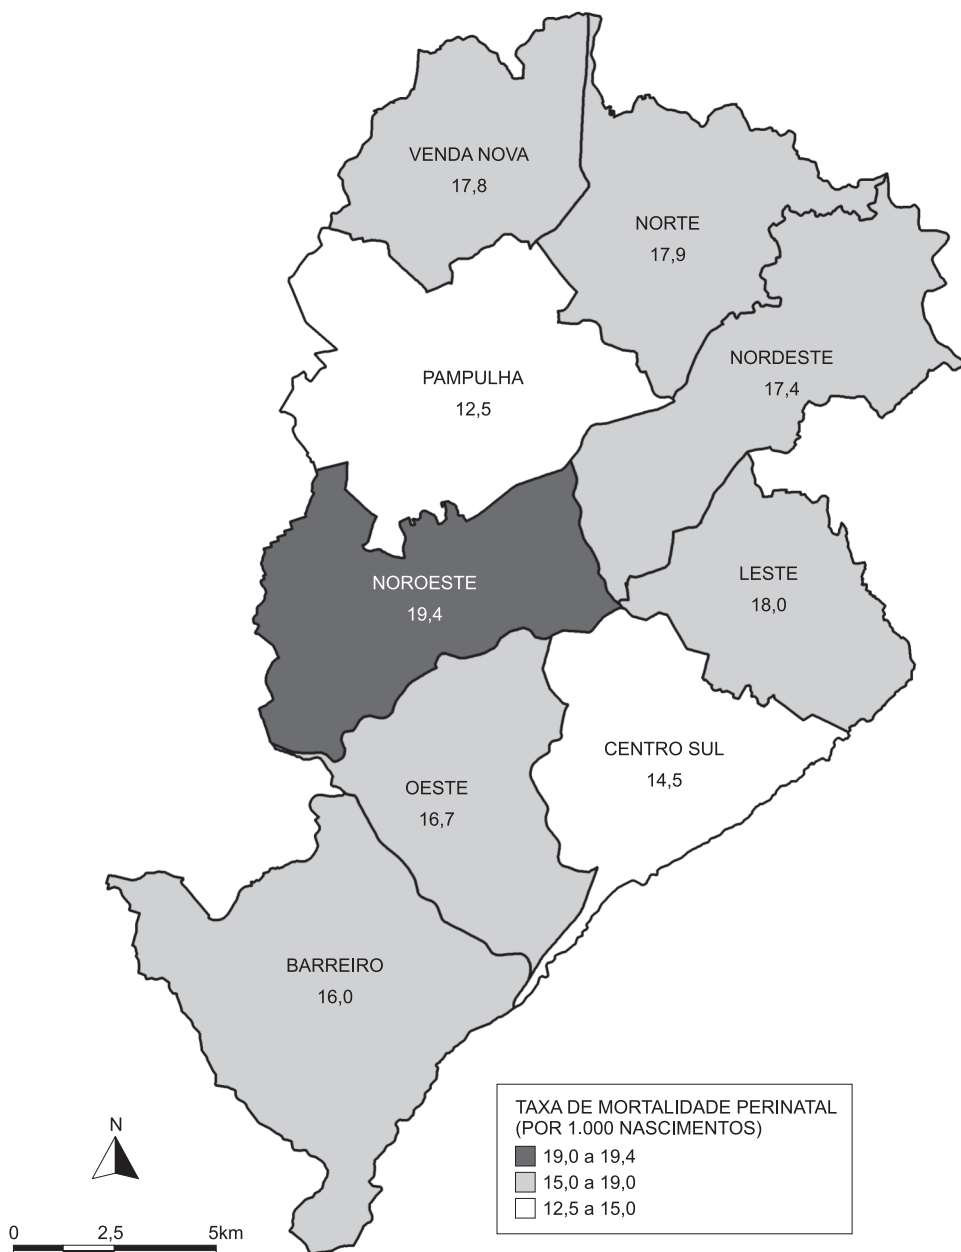 VENDA NOVA
17,8
NORTE
17,9
NORDESTE
17,4
PAMPULHA
12,5
NOROESTE
19,4
LESTE
18,0
CENTRO SUL
14,5
OESTE
16,7
BARREIRO
16,0
TAXA DE MORTALIDADE PERINATAL
(POR 1.000 NASCIMENTOS)
19,0 a 19,4
15,0 a 19,0
12,5 a 15,0
N
0 2,5 5km